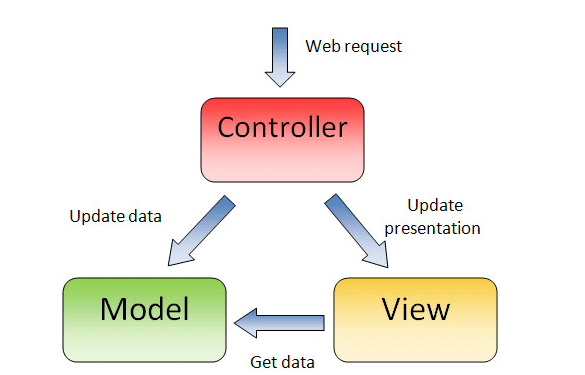 Web request
Controller
Update data
Update
presentation
Model
View
Get data